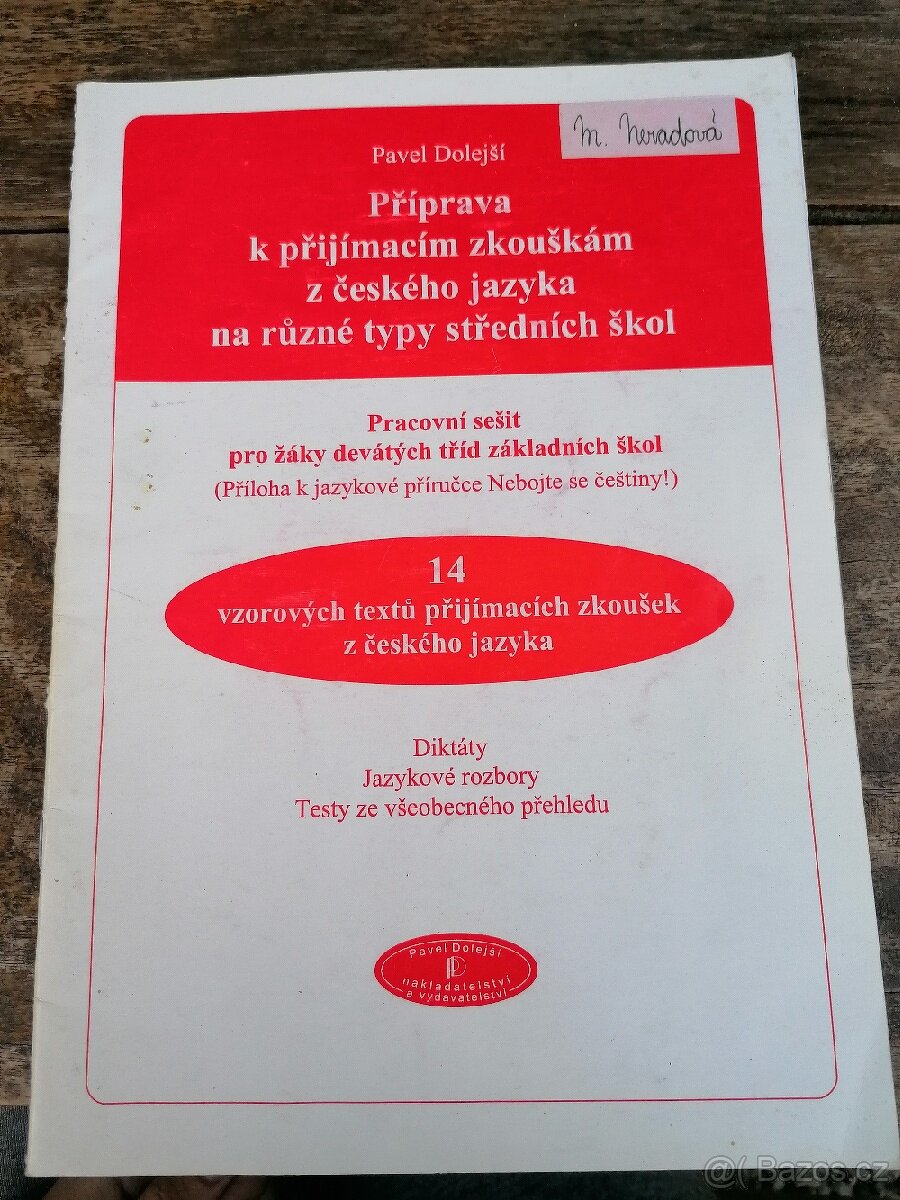 M. Neradová
Pavel Dolejší
Příprava
k přijímacím zkouškám
z českého jazyka
na různé typy středních škol
Pracovní sešit
pro žáky devátých tříd základních škol
(Příloha k jazykové příručce Nebojte se češtiny!)
14
vzorových textů přijímacích zkoušek
z českého jazyka
Diktáty
Jazykové rozbory
Testy ze všeobecného přehledu
Pavel Dolejší
PD
nakladatelství
a vydavatelství
@( Bazos.cz